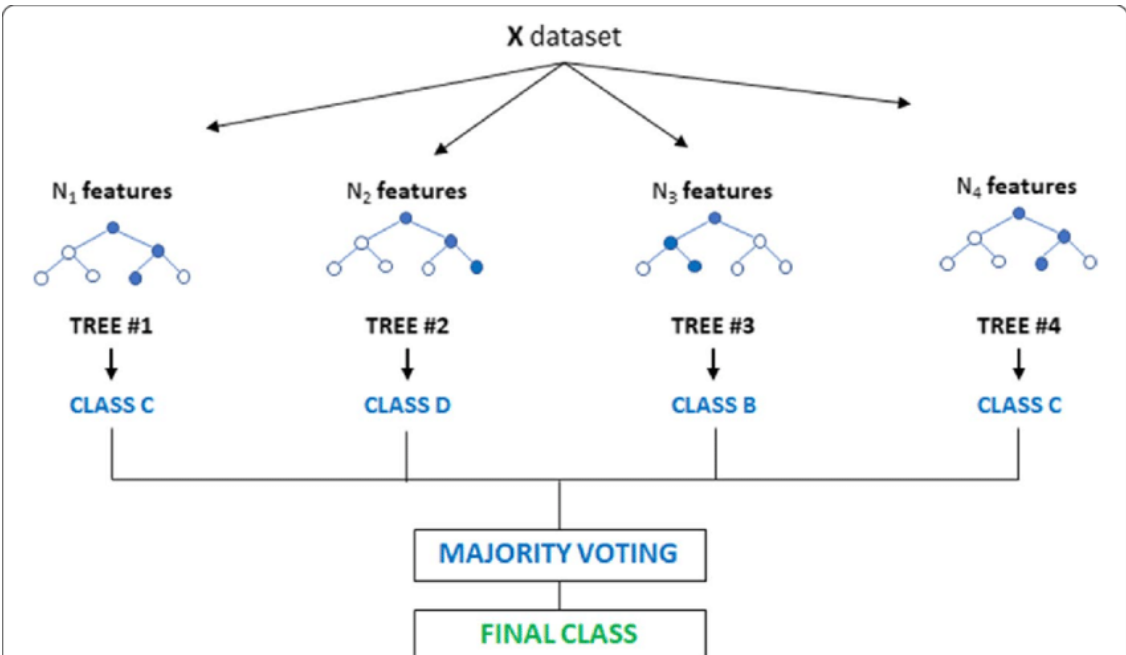 X dataset
N₁ features
N₂ features
N₃ features
N₄ features
TREE #1
TREE #2
TREE #3
TREE #4
CLASS C
CLASS D
CLASS B
CLASS C
MAJORITY VOTING
FINAL CLASS